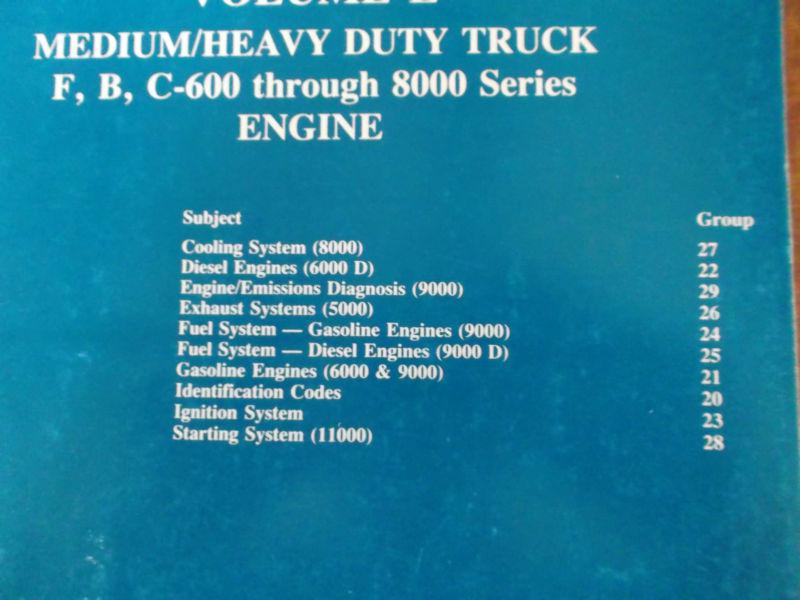 MEDIUM/HEAVY DUTY TRUCK
F, B, C-600 through 8000 Series
ENGINE
Subject Group
Cooling System (8000) 27
Diesel Engines (6000 D) 22
Engine/Emissions Diagnosis (9000) 29
Exhaust Systems (5000) 26
Fuel System — Gasoline Engines (9000) 24
Fuel System — Diesel Engines (9000 D) 25
Gasoline Engines (6000 & 9000) 21
Identification Codes 20
Ignition System 23
Starting System (11000) 28